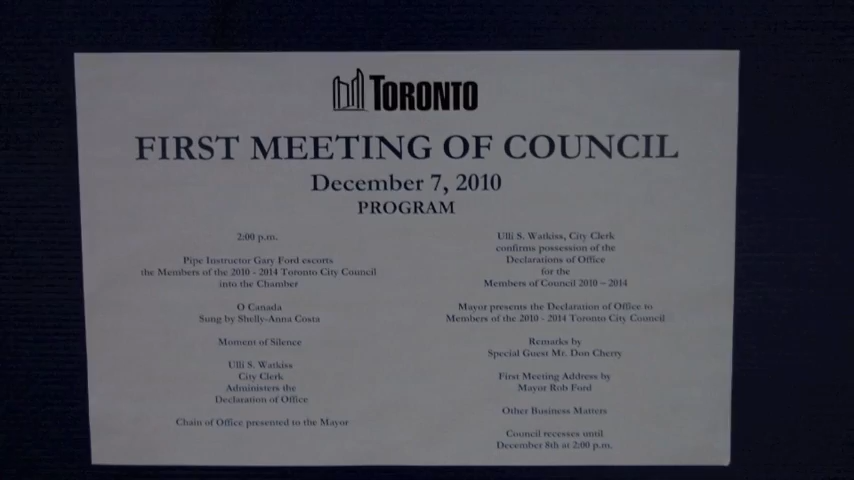 TORONTO
FIRST MEETING OF COUNCIL
December 7, 2010
PROGRAM
2:00 p.m.
Pipe Instructor Gary Ford escorts
the Members of the 2010 - 2014 Toronto City Council
into the Chamber
O Canada
Sung by Shelly-Anna Costa
Moment of Silence
Ulli S. Watkiss
City Clerk
Administers the
Declaration of Office
Chain of Office presented to the Mayor
Ulli S. Watkiss, City Clerk
confirms possession of the
Declarations of Office
for the
Members of Council 2010 – 2014
Mayor presents the Declaration of Office to
Members of the 2010 - 2014 Toronto City Council
Remarks by
Special Guest Mr. Don Cherry
First Meeting Address by
Mayor Rob Ford
Other Business Matters
Council recesses until
December 8th at 2:00 p.m.